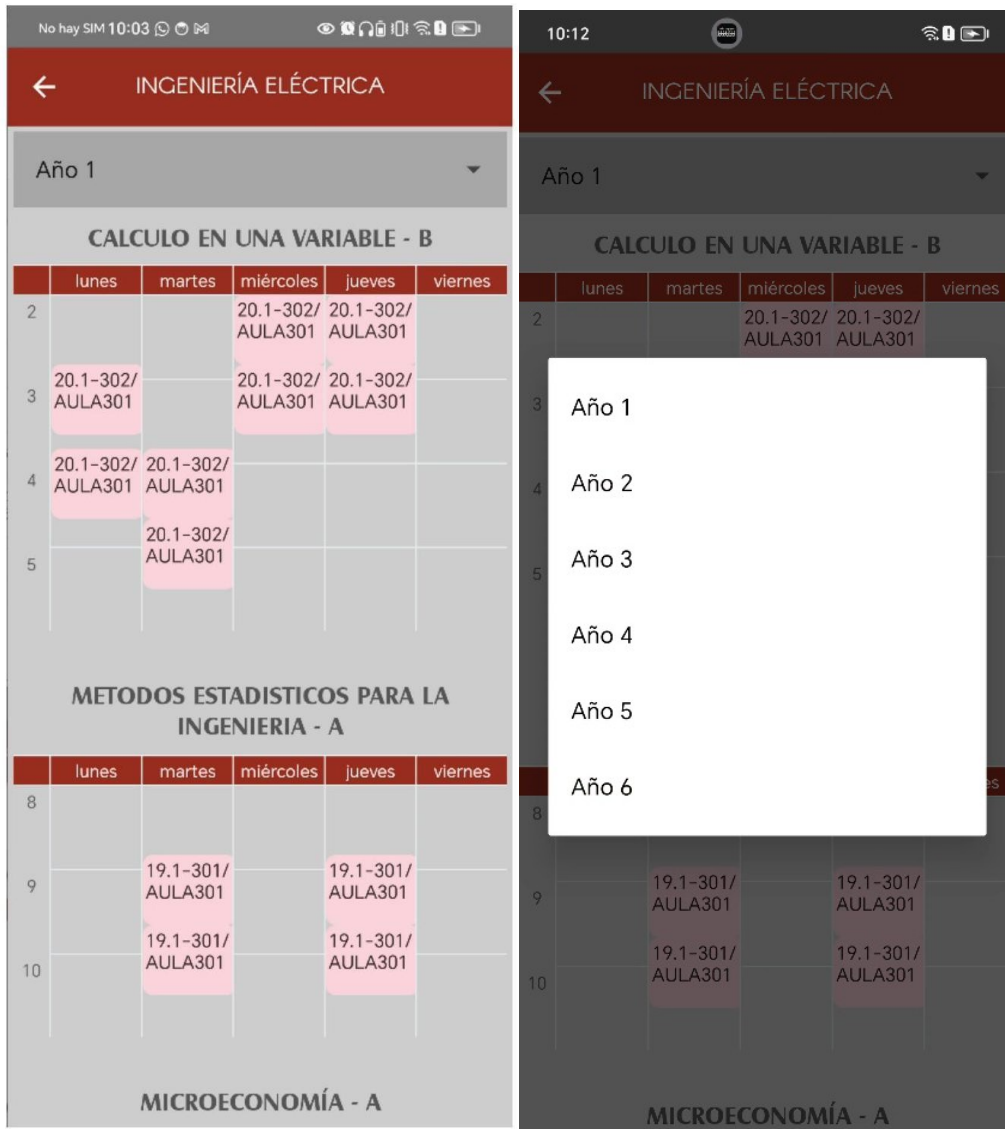 No hay SIM 10:03
INGENIERÍA ELÉCTRICA
Año 1
CALCULO EN UNA VARIABLE - B
lunes martes miércoles jueves viernes
2
20.1-302/ 20.1-302/
AULA301 AULA301
20.1-302/ 20.1-302/ 20.1-302/
3 AULA301 AULA301 AULA301
20.1-302/ 20.1-302/
4 AULA301 AULA301
20.1-302/
AULA301
5
METODOS ESTADISTICOS PARA LA
INGENIERIA - A
lunes martes miércoles jueves viernes
8
19.1-301/ 19.1-301/
9 AULA301 AULA301
19.1-301/ 19.1-301/
10 AULA301 AULA301
MICROECONOMÍA - A
10:12
INGENIERÍA ELÉCTRICA
Año 1
CALCULO EN UNA VARIABLE - B
lunes martes miércoles jueves viernes
2 20.1-302/ 20.1-302/
AULA301 AULA301
3
Año 1
Año 2
4
Año 3
5
Año 4
Año 5
Año 6
es
8
19.1-301/ 19.1-301/
9 AULA301 AULA301
19.1-301/ 19.1-301/
10 AULA301 AULA301
MICROECONOMÍA - A